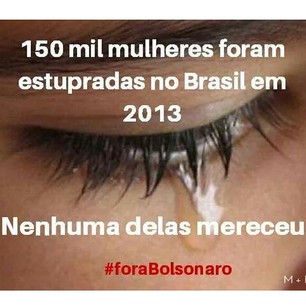 150 mil mulheres foram
estupradas no Brasil em
2013
Nenhuma delas mereceu
#foraBolsonaro